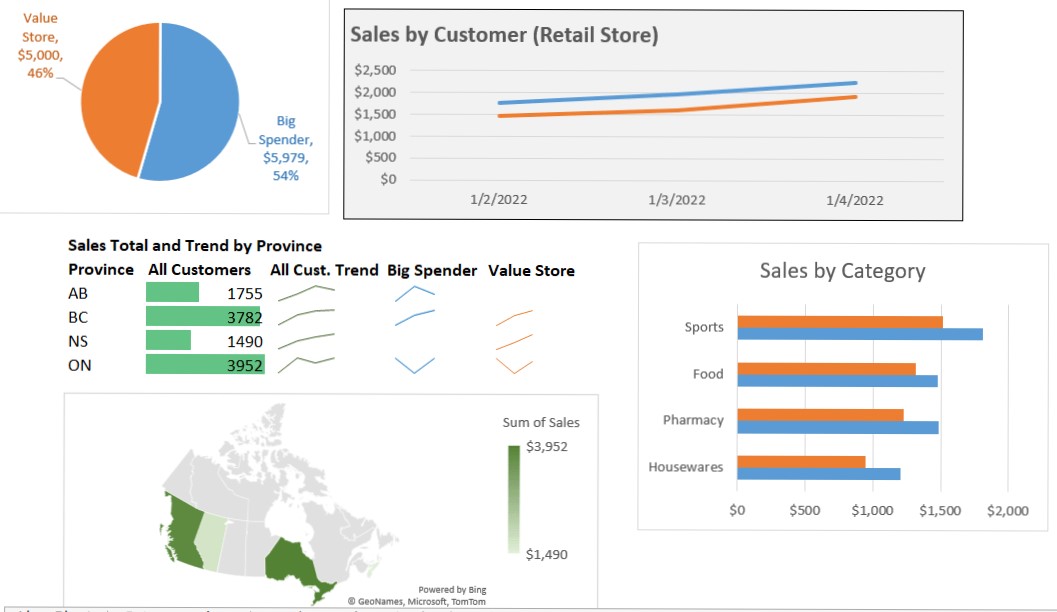 Value
Store,
$5,000,
46%
Big
Spender,
$5,979,
54%
Sales by Customer (Retail Store)
$2,500
$2,000
$1,500
$1,000
$500
$0
1/2/2022
1/3/2022
1/4/2022
Sales Total and Trend by Province
Province All Customers All Cust. Trend Big Spender Value Store
AB 1755
BC 3782
NS 1490
ON 3952
Sales by Category
Sports
Food
Pharmacy
Housewares
$0 $500 $1,000 $1,500 $2,000
Sum of Sales
$3,952
$1,490
Powered by Bing
© GeoNames, Microsoft, TomTom